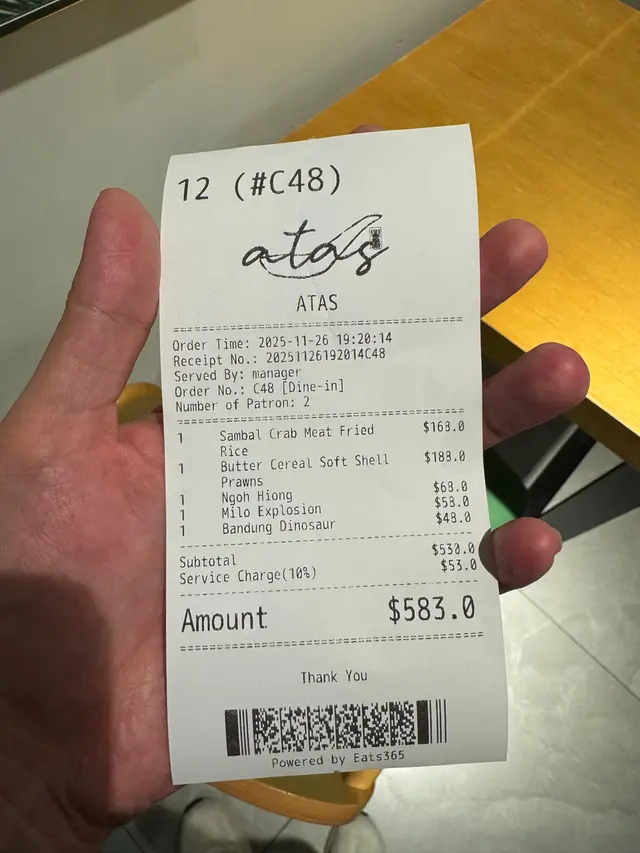 12 (#C48)
atas
ATAS
Order Time: 2025-11-26 19:20:14
Receipt No.: 20251126192014C48
Served By: manager
Order No.: C48 [Dine-in]
Number of Patron: 2
1 Sambal Crab Meat Fried $168.0
Rice
1 Butter Cereal Soft Shell $188.0
Prawns
1 Ngoh Hiong $68.0
1 Milo Explosion $58.0
1 Bandung Dinosaur $48.0
Subtotal $530.0
Service Charge(10%) $53.0
Amount $583.0
Thank You
Powered by Eats365